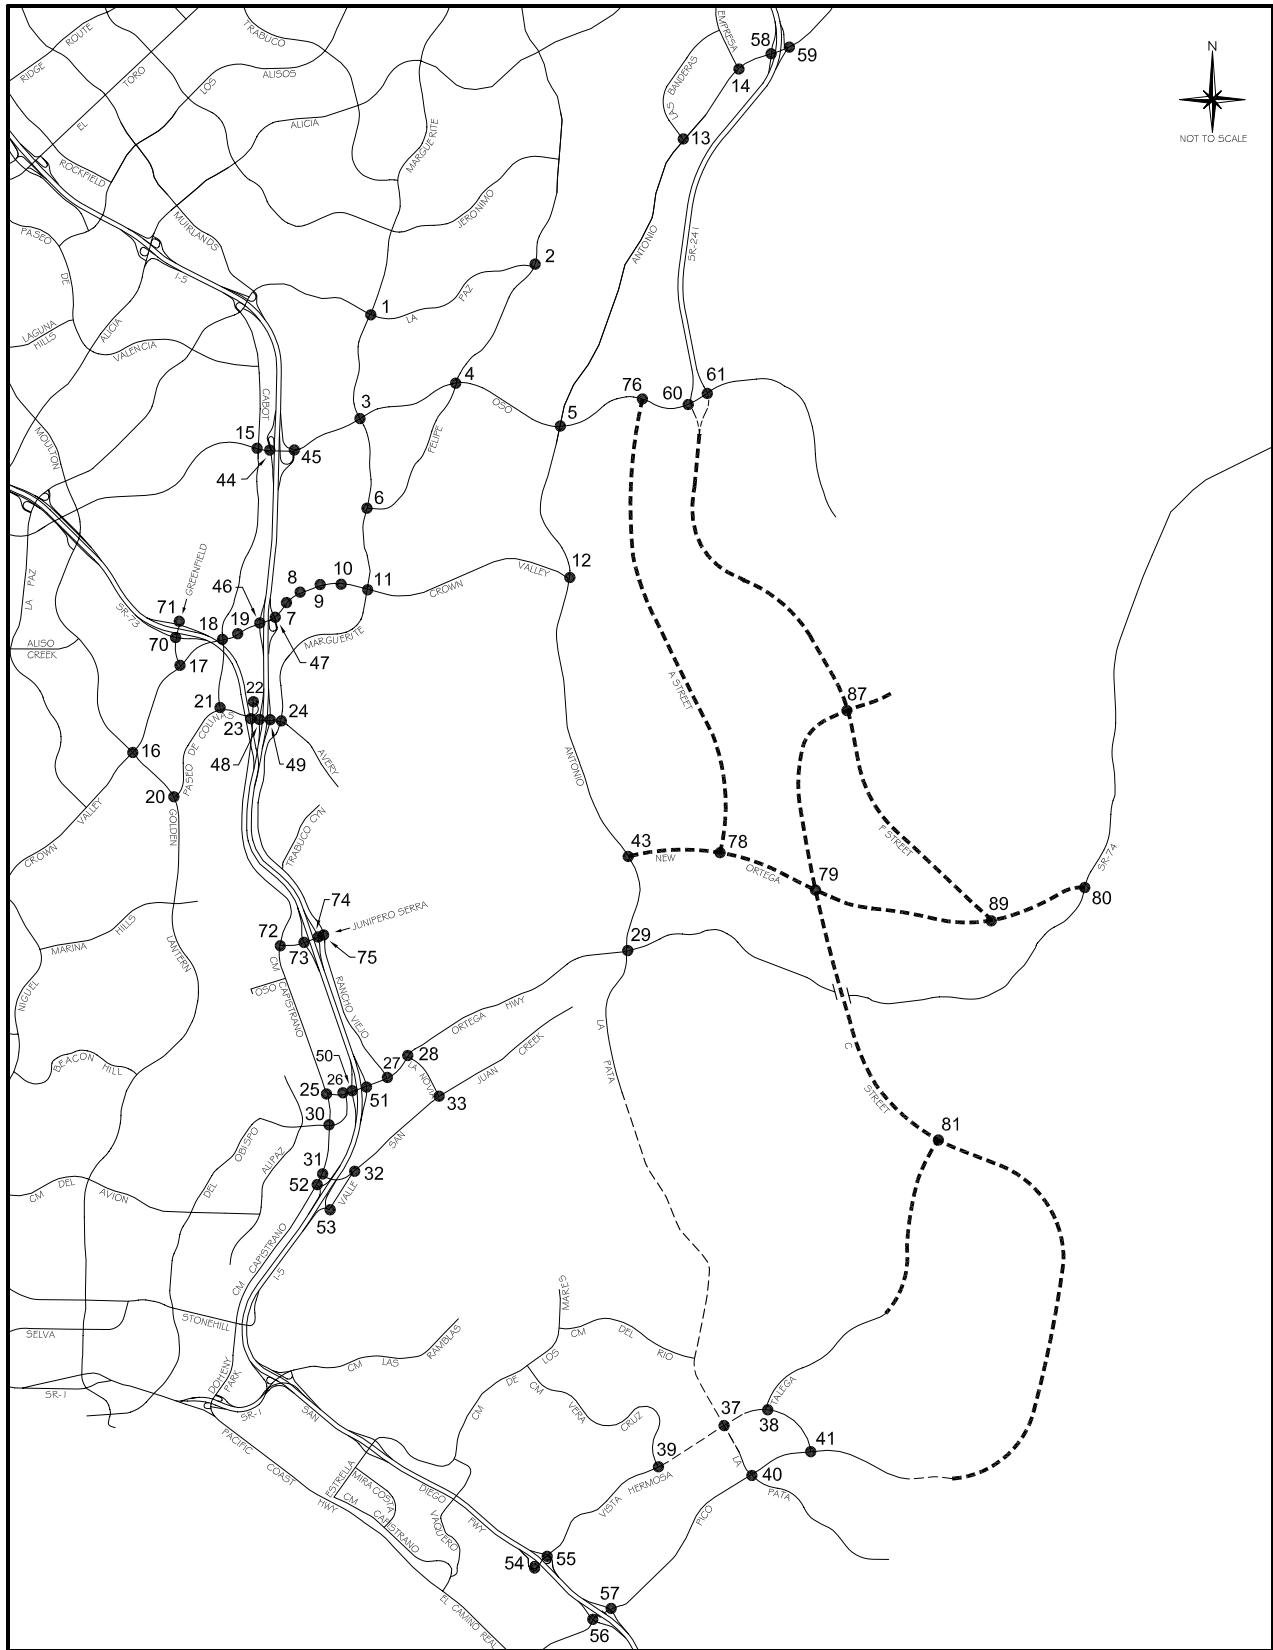 RIDGE ROUTE
TRABUCO
EMPRESA
58
59
14
N
NOT TO SCALE
EL TORO
LOS ALISOS
LAS BANDERAS
ALICIA
13
ROCKFIELD
MARGUERITE
JERONIMO
MUIRLANDS
PASEO DE VALENCIA
I-5
ANTONIO
SR-241
2
1
LA PAZ
LAGUNA HILLS
ALICIA
4
3
OSO
5
76
60
61
CABOT
FELIPE
MOULTON
15
44
45
6
12
GREENFIELD
LA PAZ
SR-73
46
8
10
9
11
CROWN VALLEY
71
70
18
19
7
47
MARGUERITE
ALISO CREEK
17
A STREET
22
21
23
24
87
48
49
AVERY
16
PASEO DE COLINAS
20
GOLDEN LANTERN
CROWN VALLEY
ANTONIO
TRABUCO CYN
F STREET
43
78
NEW ORTEGA
79
SR-74
80
89
74
JUNIPERO SERRA
72
73
75
29
MARINA HILLS
NIGUEL
OSO
CM CAPISTRANO
RANCHO VIEJO
ORTEGA HWY
LA PATA
C STREET
BEACON HILL
50
27
28
JUAN CREEK
LA NOVIA
25
26
51
33
30
81
DEL OBISPO
ALIPAZ
SAN
31
32
52
VALLE
53
CM DEL AVION
CM CAPISTRANO
I-5
STONEHILL
SELVA
MARES
CM DEL RIO
CM LAS RAMBLAS
LOS
DE
CM
CM VERA CRUZ
DOHENY PARK
SR-1
SR-1
SAN DIEGO FWY
TALEGA
37
38
41
39
LA PATA
40
VISTA HERMOSA
PACIFIC COAST HWY
ESTRELLA
MIRA COSTA
CM CAPISTRANO
VAQUERO
PICO
54
55
57
56
EL CAMINO REAL